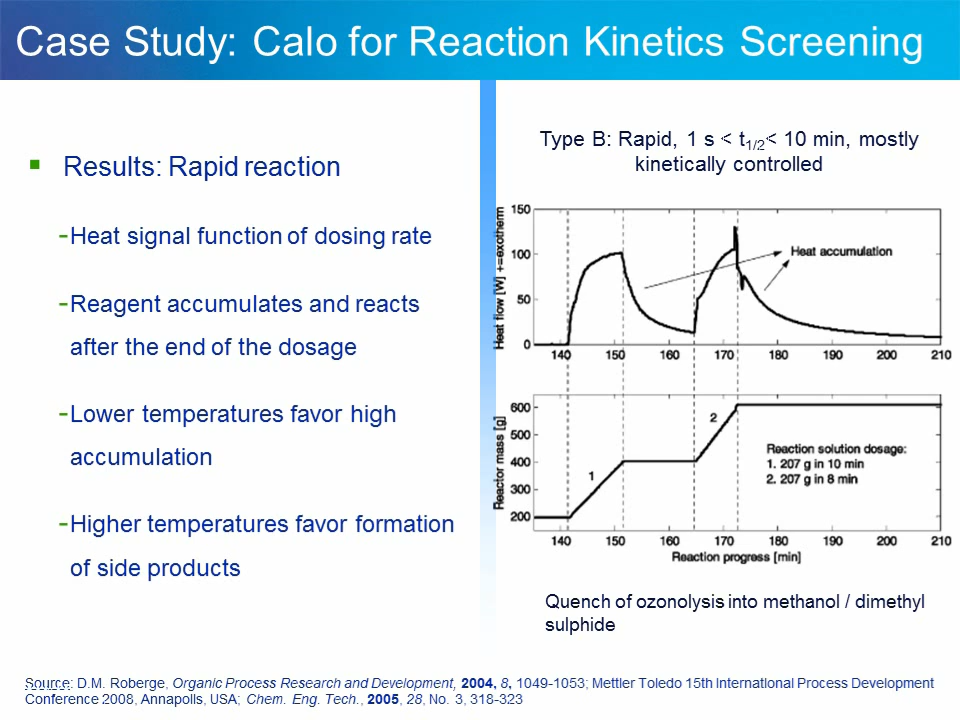 Case Study: Calo for Reaction Kinetics Screening
▪ Results: Rapid reaction
-Heat signal function of dosing rate
-Reagent accumulates and reacts
after the end of the dosage
-Lower temperatures favor high
accumulation
-Higher temperatures favor formation
of side products
Type B: Rapid, 1 s < t1/2< 10 min, mostly
kinetically controlled
Heat flow [W] +=exotherm
150
100
50
0
Heat accumulation
140 150 160 170 180 190 200 210
Reactor mass [g]
600
500
400
300
200
1
2
Reaction solution dosage:
1. 207 g in 10 min
2. 207 g in 8 min
140 150 160 170 180 190 200 210
Reaction progress [min]
Quench of ozonolysis into methanol / dimethyl
sulphide
Source: D.M. Roberge, Organic Process Research and Development, 2004, 8, 1049-1053; Mettler Toledo 15th International Process Development
Conference 2008, Annapolis, USA; Chem. Eng. Tech., 2005, 28, No. 3, 318-323